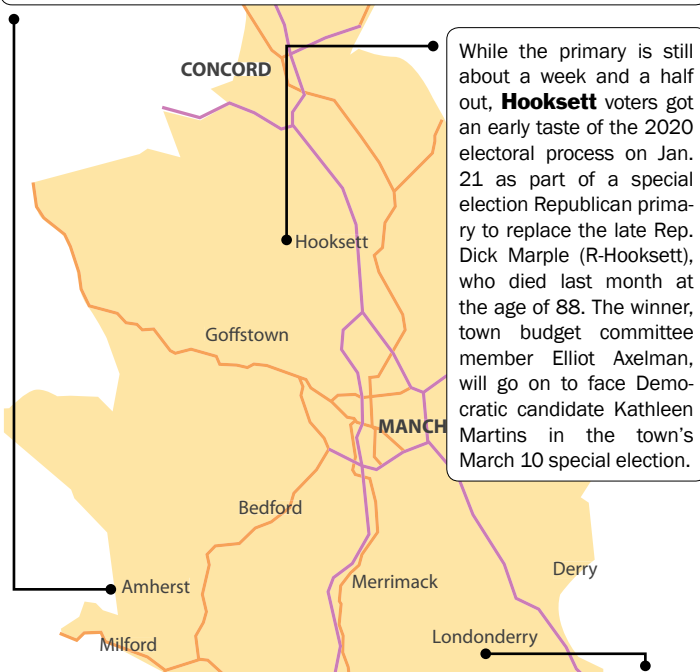 CONCORD
While the primary is still
about a week and a half
out, Hooksett voters got
an early taste of the 2020
electoral process on Jan.
21 as part of a special
election Republican prima-
ry to replace the late Rep.
Dick Marple (R-Hooksett),
who died last month at
the age of 88. The winner,
town budget committee
member Elliot Axelman,
will go on to face Demo-
cratic candidate Kathleen
Martins in the town's
March 10 special election.
Hooksett
Goffstown
MANCH
Bedford
Amherst
Merrimack
Derry
Milford
Londonderry